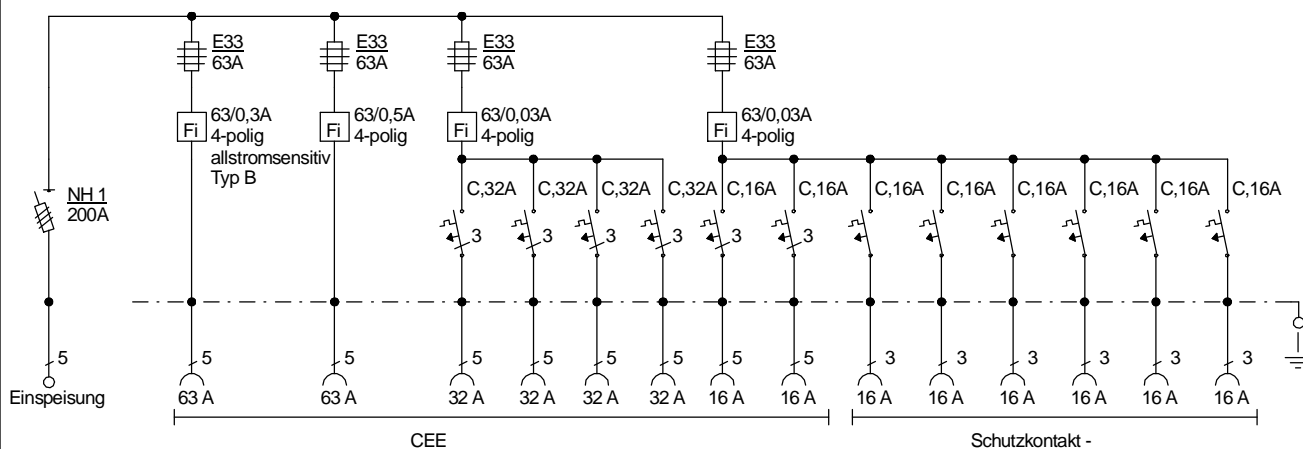 E33
63A
E33
63A
E33
63A
E33
63A
Fi
63/0,3A
4-polig
allstromsensitiv
Typ B
Fi
63/0,5A
4-polig
Fi
63/0,03A
4-polig
Fi
63/0,03A
4-polig
NH 1
200A
C,32A C,32A C,32A C,32A C,16A C,16A C,16A C,16A C,16A C,16A C,16A C,16A
3 3 3 3 3 3
5 5 5 5 5 5 5 5 5 3 3 3 3 3 3
Einspeisung 63 A 63 A 32 A 32 A 32 A 32 A 16 A 16 A 16 A 16 A 16 A 16 A 16 A 16 A
CEE Schutzkontakt -